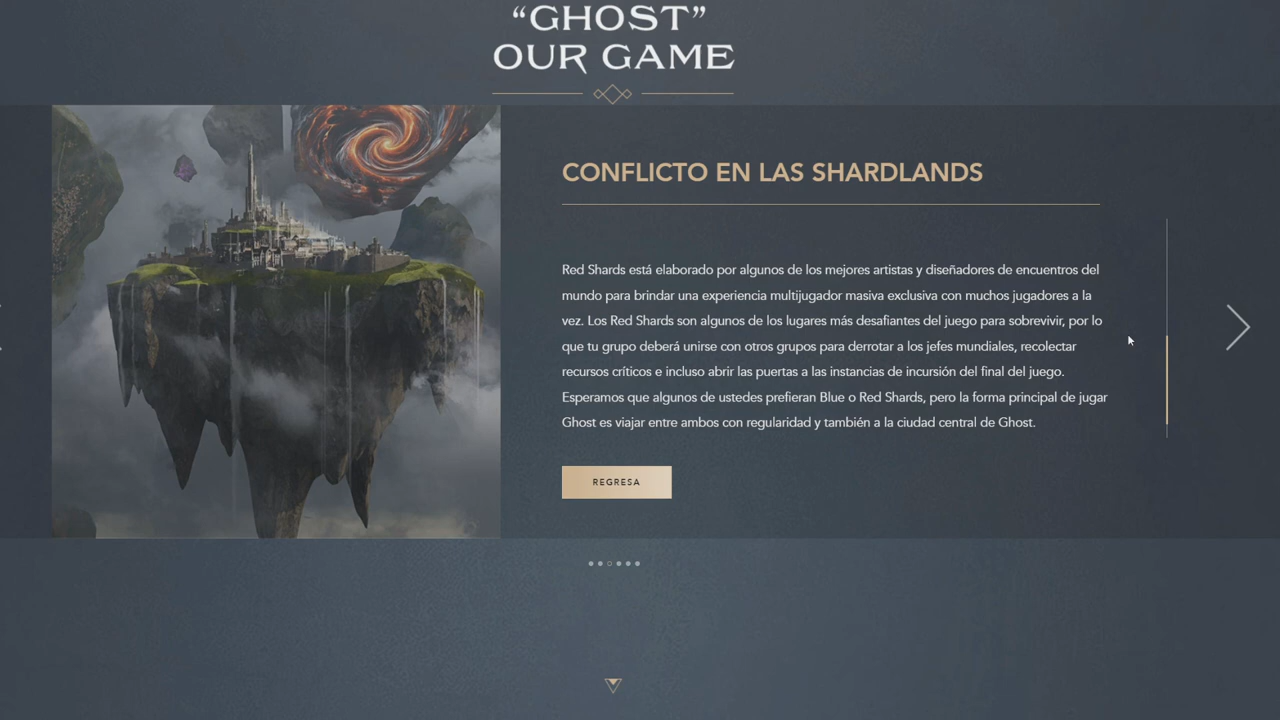 “GHOST”
OUR GAME
CONFLICTO EN LAS SHARDLANDS
Red Shards está elaborado por algunos de los mejores artistas y diseñadores de encuentros del
mundo para brindar una experiencia multijugador masiva exclusiva con muchos jugadores a la
vez. Los Red Shards son algunos de los lugares más desafiantes del juego para sobrevivir, por lo
que tu grupo deberá unirse con otros grupos para derrotar a los jefes mundiales, recolectar
recursos críticos e incluso abrir las puertas a las instancias de incursión del final del juego.
Esperamos que algunos de ustedes prefieran Blue o Red Shards, pero la forma principal de jugar
Ghost es viajar entre ambos con regularidad y también a la ciudad central de Ghost.
REGRESA